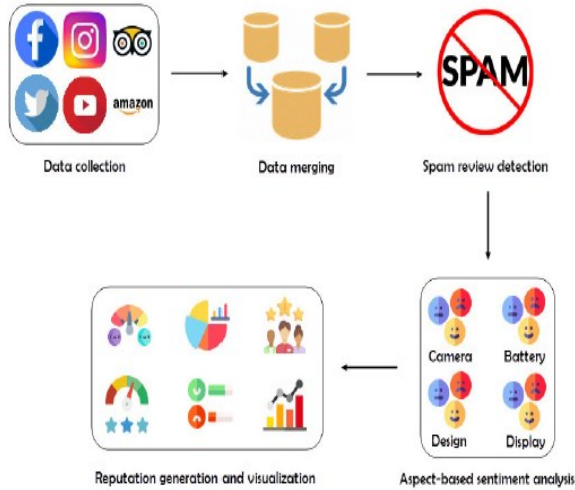 amazon
SPAM
Data collection
Data merging
Spam review detection
Camera
Battery
Design
Display
Reputation generation and visualization
Aspect-based sentiment analysis